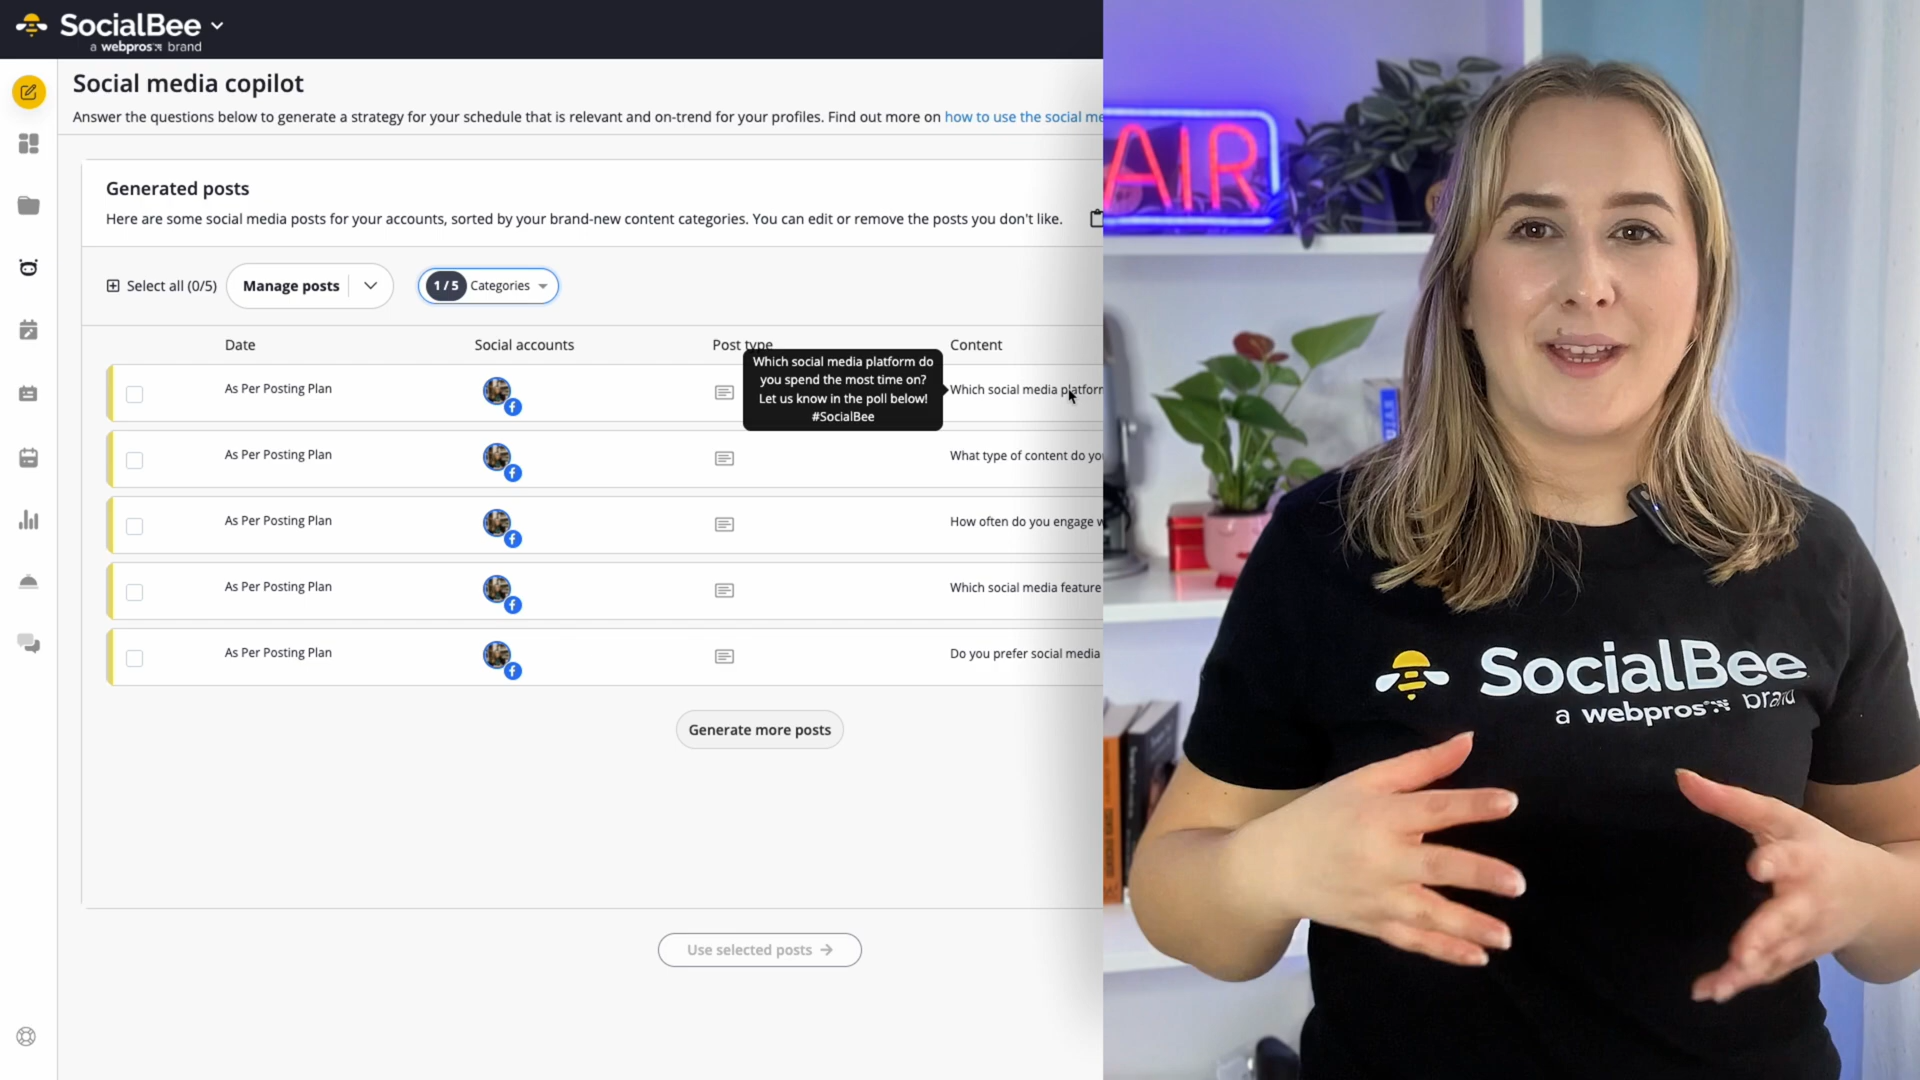 SocialBee
a webpros brand
Social media copilot
Answer the questions below to generate a strategy for your schedule that is relevant and on-trend for your profiles. Find out more on how to use the social me
Generated posts
Here are some social media posts for your accounts, sorted by your brand-new content categories. You can edit or remove the posts you don't like.
Select all (0/5)
Manage posts
1 / 5 Categories
Date
Social accounts
Post type
Content
As Per Posting Plan
Which social media platform do
you spend the most time on?
Let us know in the poll below!
#SocialBee
Which social media platform
As Per Posting Plan
What type of content do you
As Per Posting Plan
How often do you engage w
As Per Posting Plan
Which social media feature
As Per Posting Plan
Do you prefer social media
Generate more posts
Use selected posts
AIR
SocialBee
a webpros brand